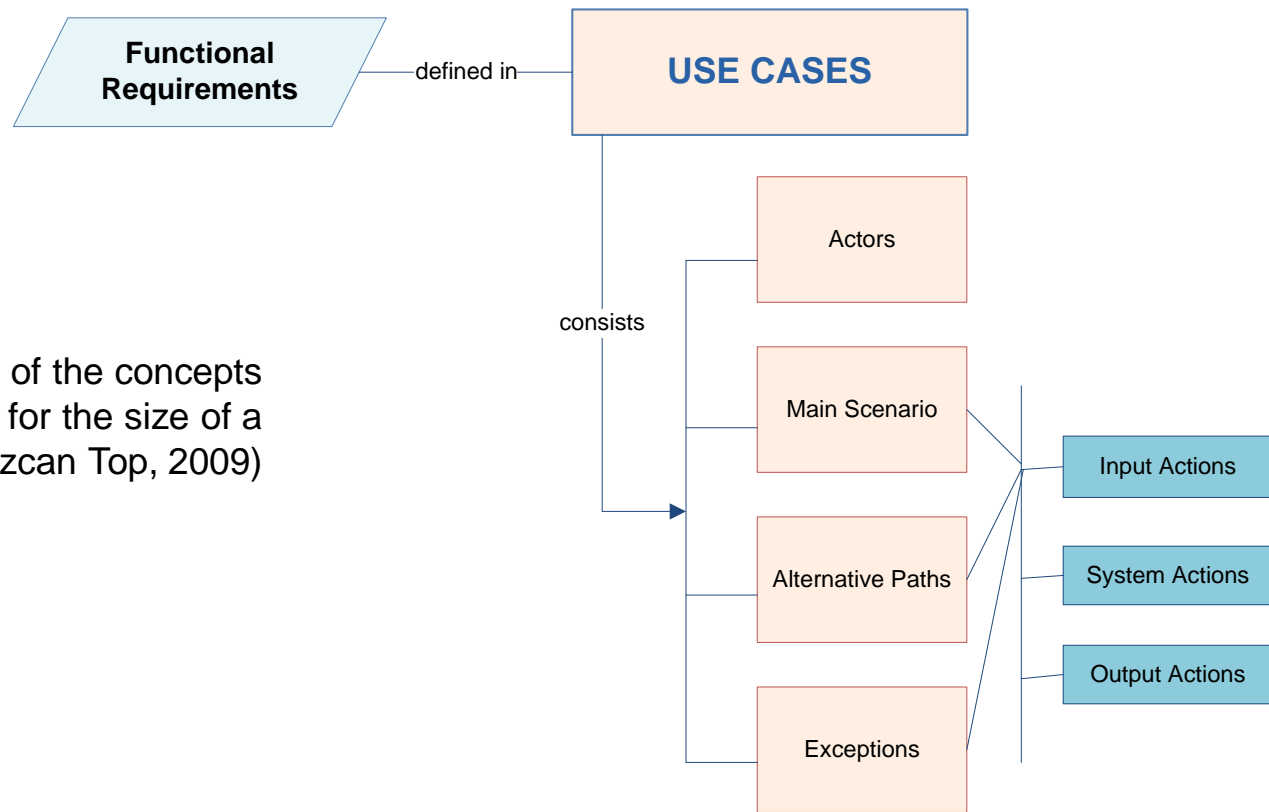 Functional
Requirements
defined in
USE CASES
Actors
consists
of the concepts
for the size of a
zcan Top, 2009)
Main Scenario
Input Actions
Alternative Paths
System Actions
Output Actions
Exceptions